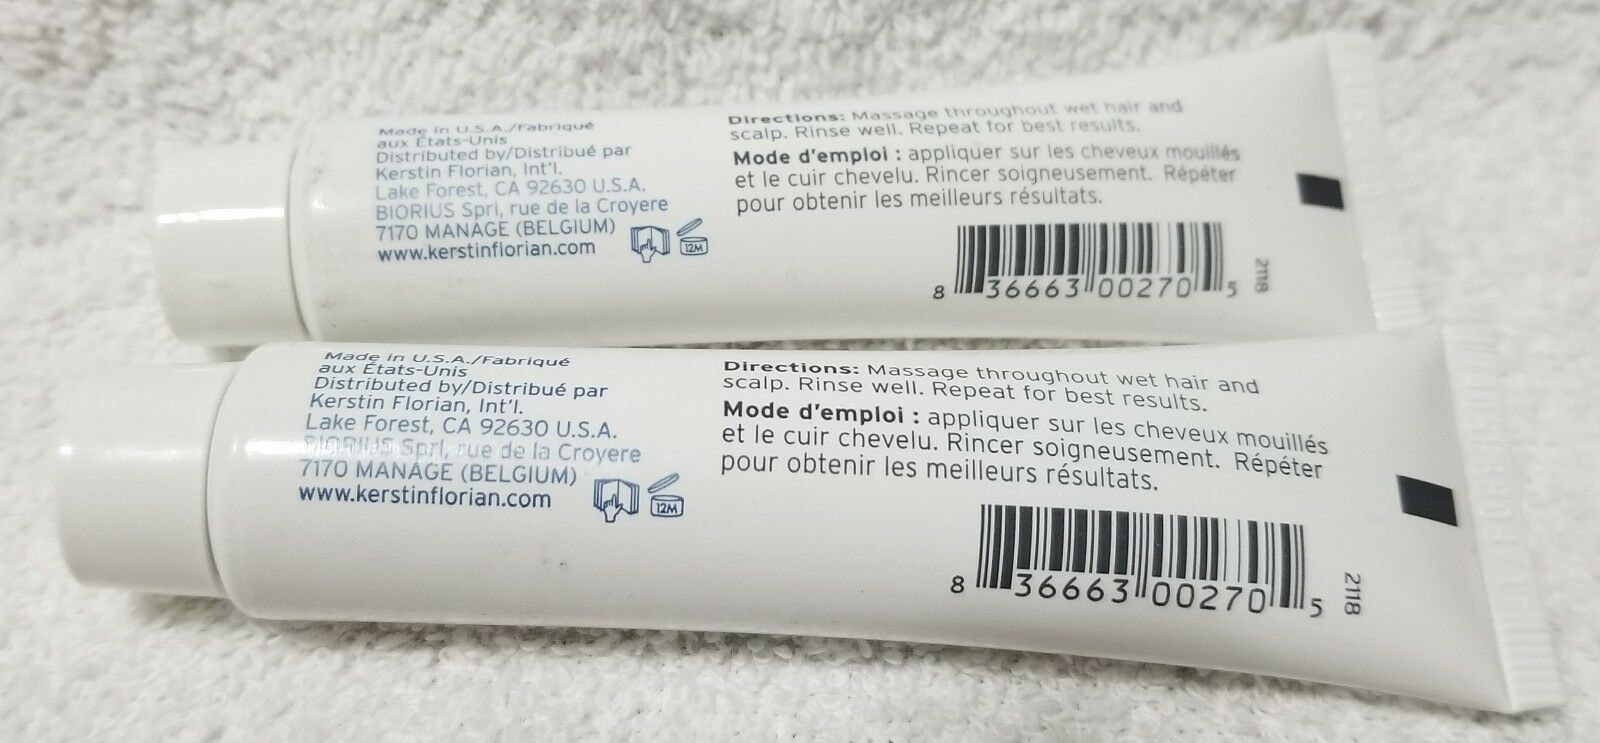 Made in U.S.A./Fabriqué
aux États-Unis
Distributed by/Distribué par
Kerstin Florian, Int'l.
Lake Forest, CA 92630 U.S.A.
BIORIUS Sprl, rue de la Croyere
7170 MANAGE (BELGIUM)
www.kerstinflorian.com
12M
Directions: Massage throughout wet hair and
scalp. Rinse well. Repeat for best results.
Mode d'emploi : appliquer sur les cheveux mouillés
et le cuir chevelu. Rincer soigneusement. Répéter
pour obtenir les meilleurs résultats.
8 36663 00270 5
2118
Made in U.S.A./Fabriqué
aux États-Unis
Distributed by/Distribué par
Kerstin Florian, Int'l.
Lake Forest, CA 92630 U.S.A.
BIORIUS Sprl, rue de la Croyere
7170 MANAGE (BELGIUM)
www.kerstinflorian.com
12M
Directions: Massage throughout wet hair and
scalp. Rinse well. Repeat for best results.
Mode d'emploi : appliquer sur les cheveux mouillés
et le cuir chevelu. Rincer soigneusement. Répéter
pour obtenir les meilleurs résultats.
8 36663 00270 5
2118